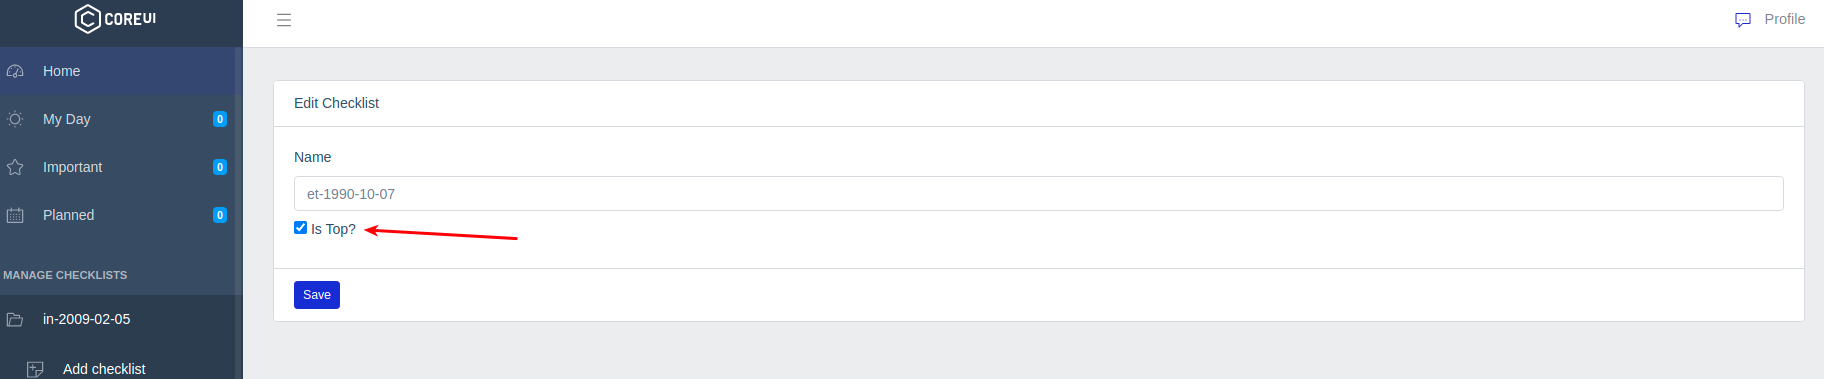 COREUI
Profile
Home
My Day 0
Important 0
Planned 0
MANAGE CHECKLISTS
in-2009-02-05
Add checklist
Edit Checklist
Name
et-1990-10-07
Is Top?
Save